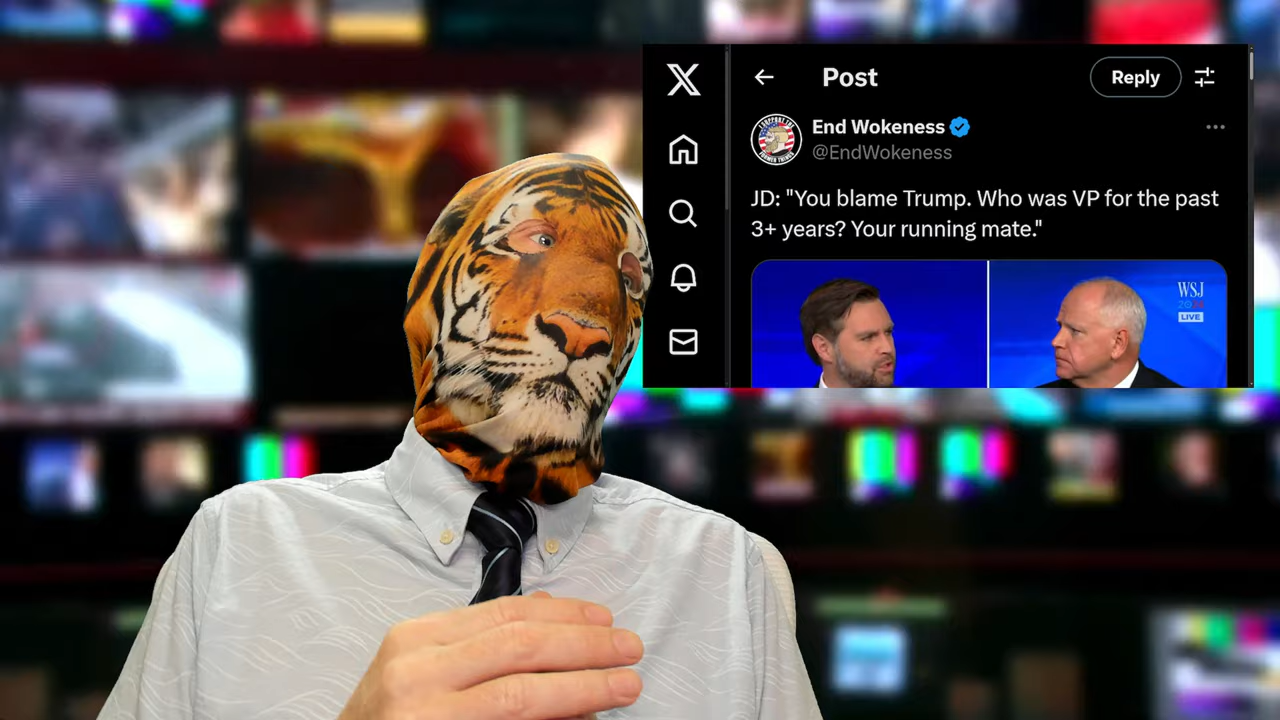 Post
Reply
End Wokeness
@EndWokeness
JD: "You blame Trump. Who was VP for the past
3+ years? Your running mate."
WSJ
LIVE